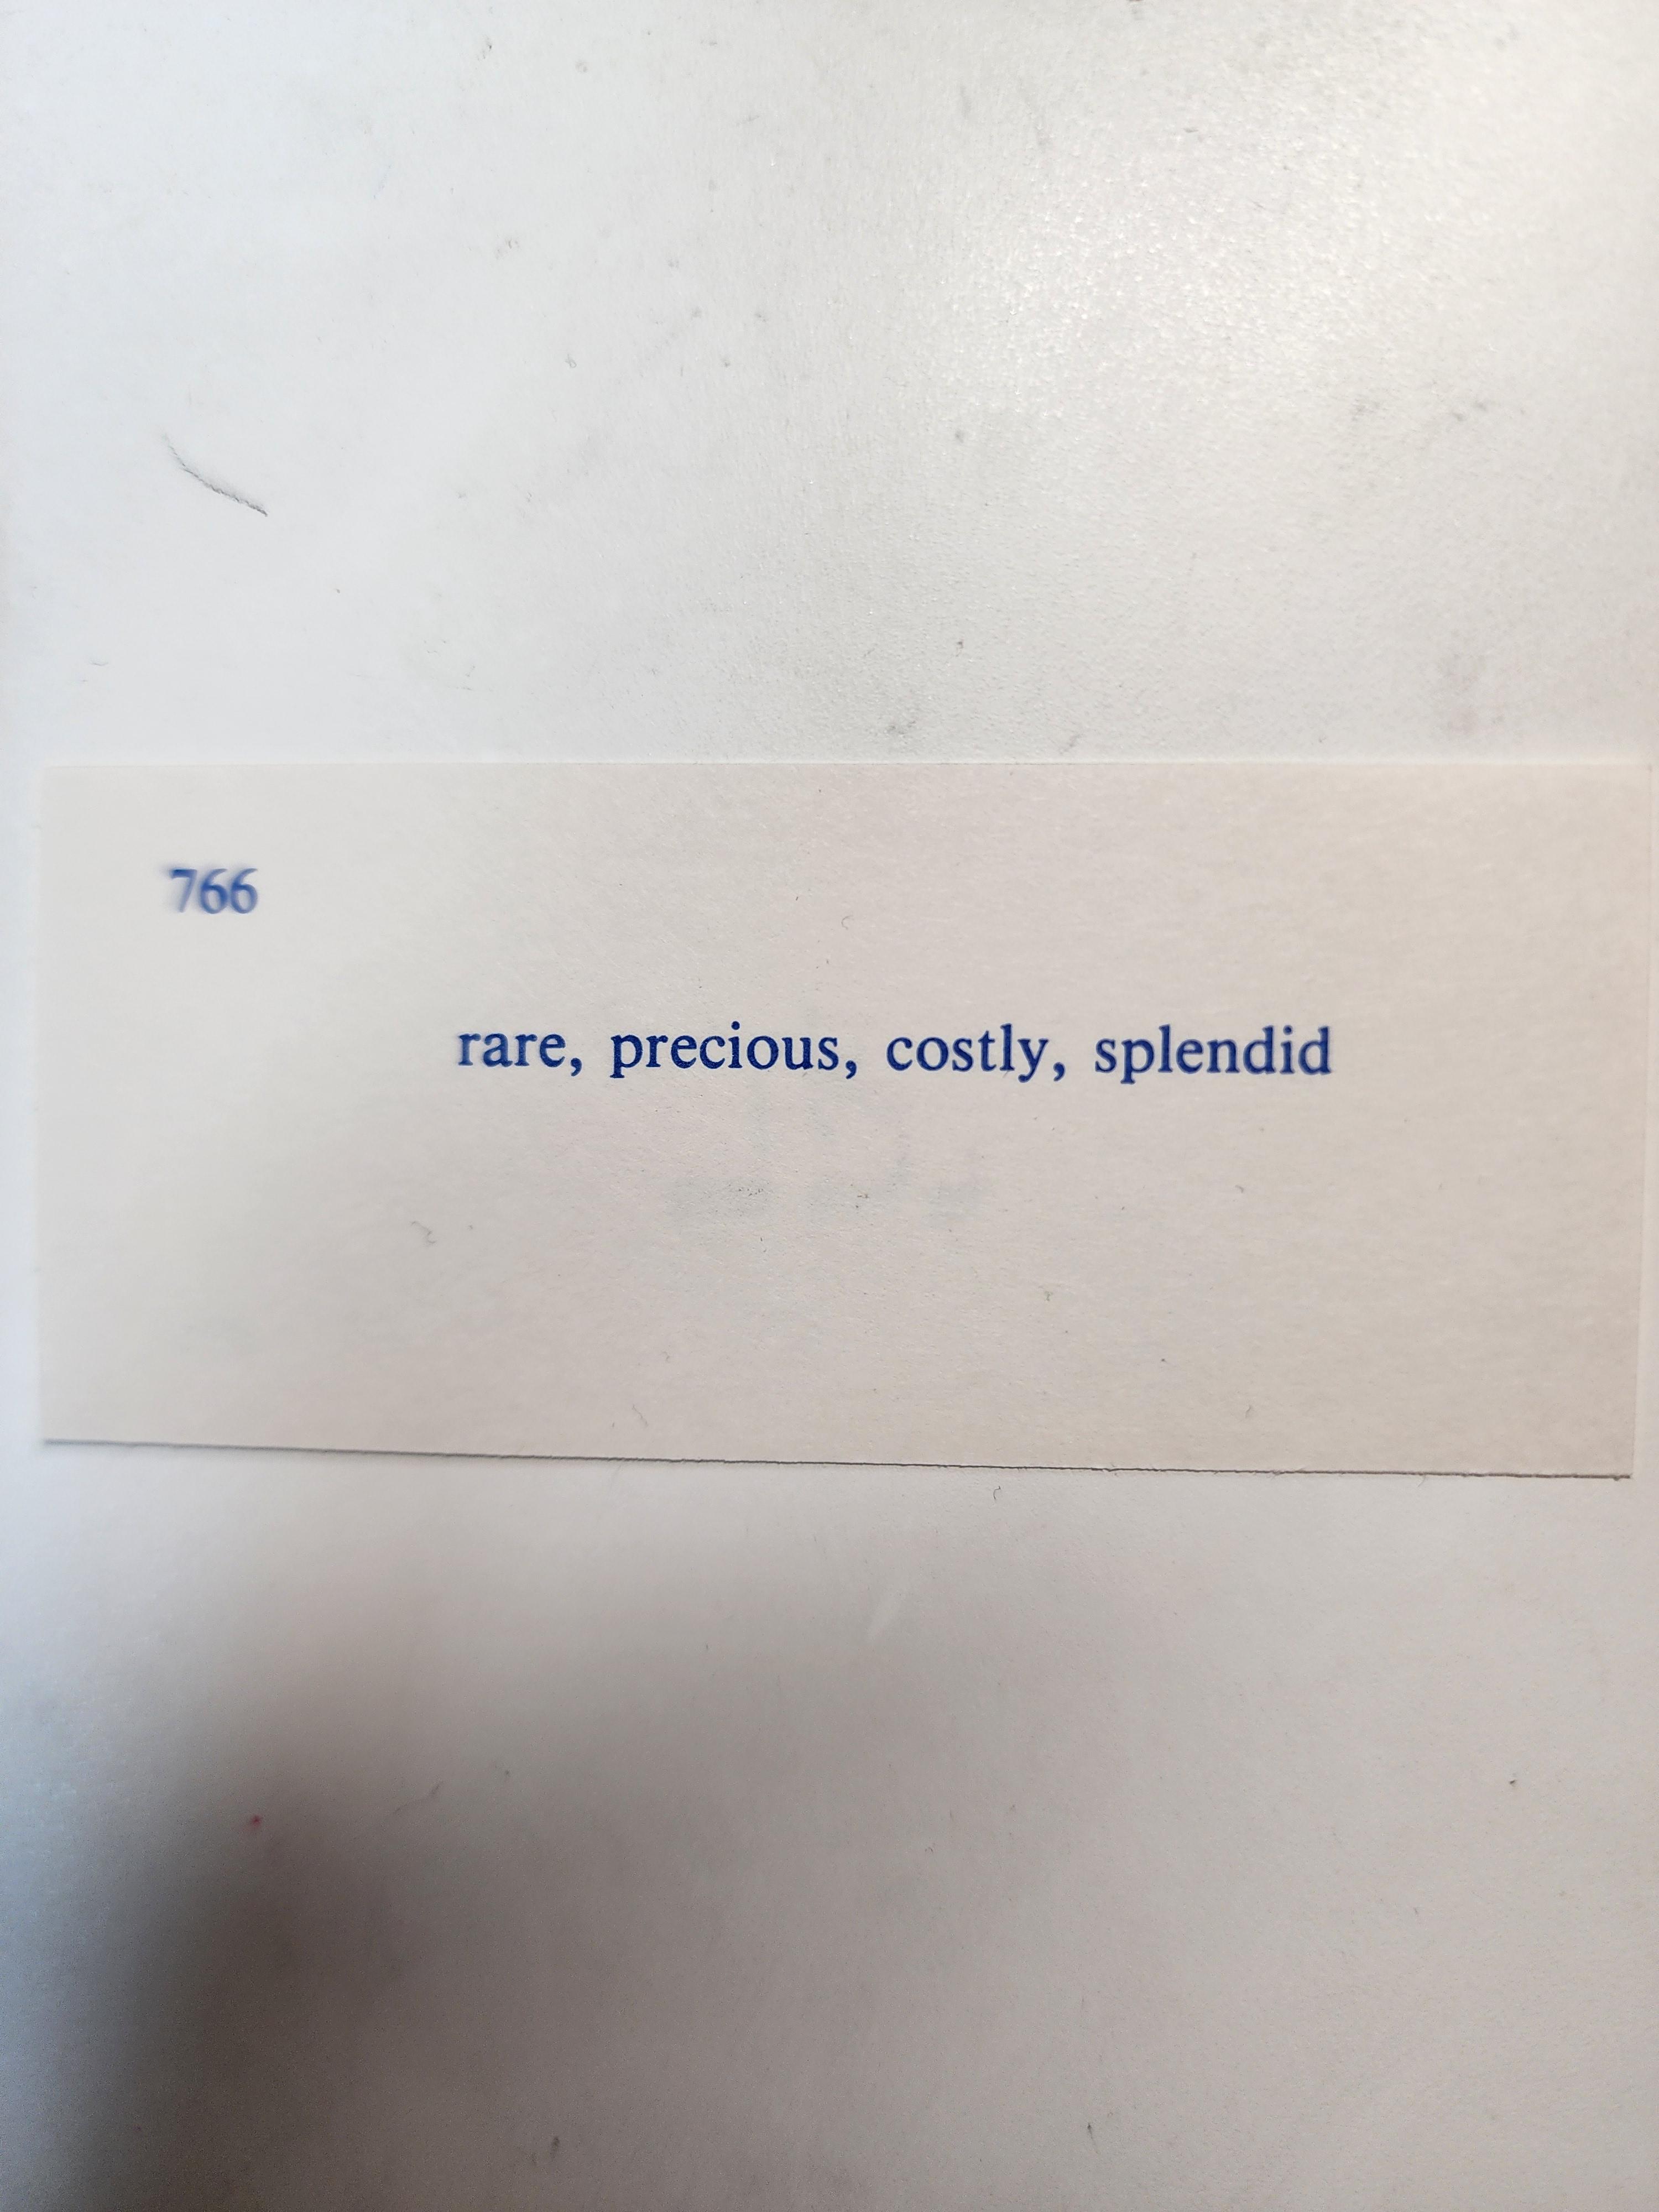 766
rare, precious, costly, splendid